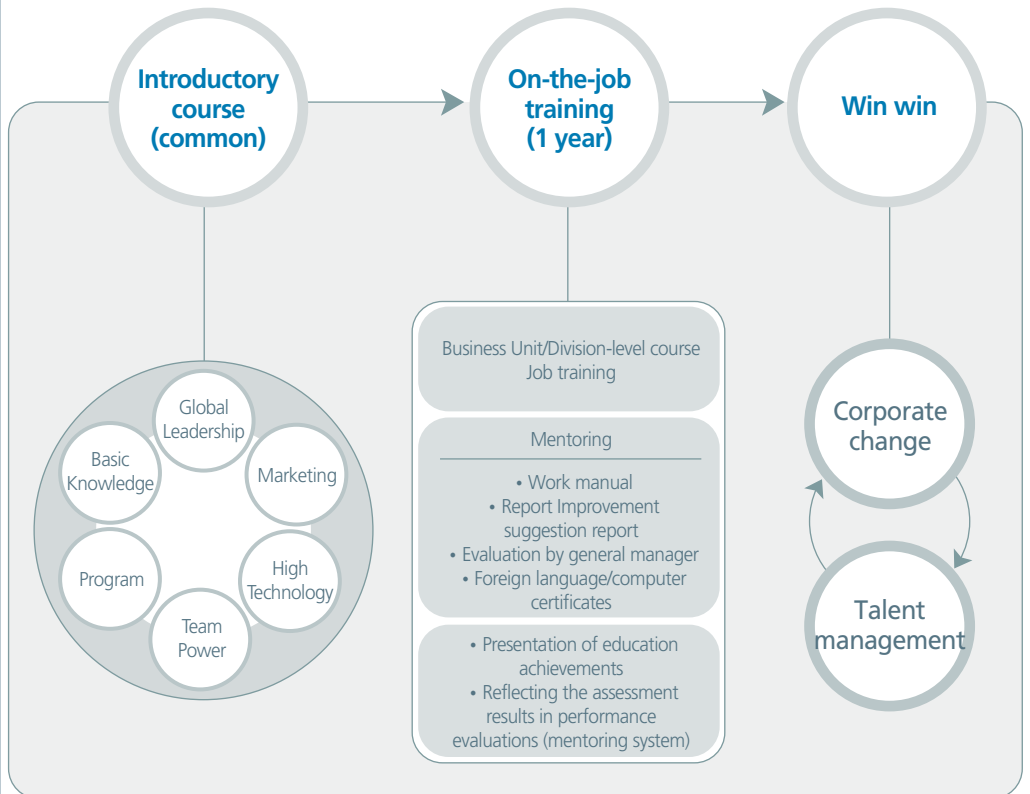 Introductory
course
(common)
On-the-job
training
(1 year)
Win win
Global
Leadership
Basic
Knowledge
Marketing
Program
High
Technology
Team
Power
Business Unit/Division-level course
Job training
Mentoring
• Work manual
• Report Improvement
suggestion report
• Evaluation by general manager
• Foreign language/computer
certificates
• Presentation of education
achievements
• Reflecting the assessment
results in performance
evaluations (mentoring system)
Corporate
change
Talent
management